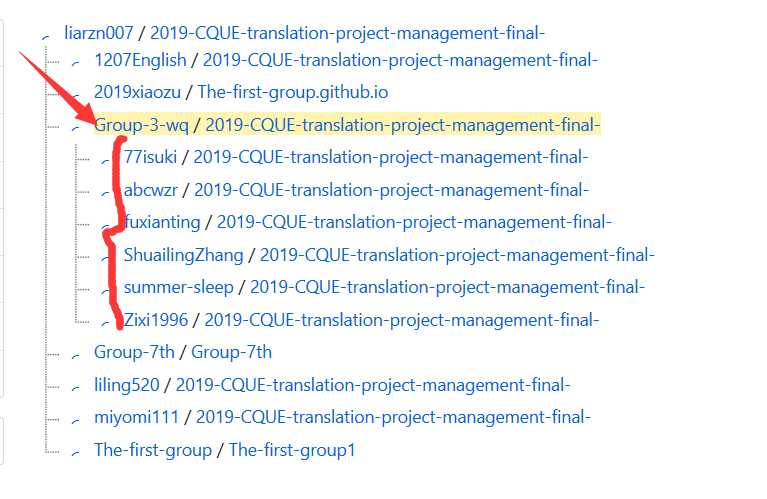 liarzn007 / 2019-CQUE-translation-project-management-final-
1207English / 2019-CQUE-translation-project-management-final-
2019xiaozu / The-first-group.github.io
Group-3-wq / 2019-CQUE-translation-project-management-final-
77isuki / 2019-CQUE-translation-project-management-final-
abcwzr / 2019-CQUE-translation-project-management-final-
fuxianting / 2019-CQUE-translation-project-management-final-
ShuailingZhang / 2019-CQUE-translation-project-management-final-
summer-sleep / 2019-CQUE-translation-project-management-final-
Zixi1996 / 2019-CQUE-translation-project-management-final-
Group-7th / Group-7th
liling520 / 2019-CQUE-translation-project-management-final-
miyomi111 / 2019-CQUE-translation-project-management-final-
The-first-group / The-first-group1